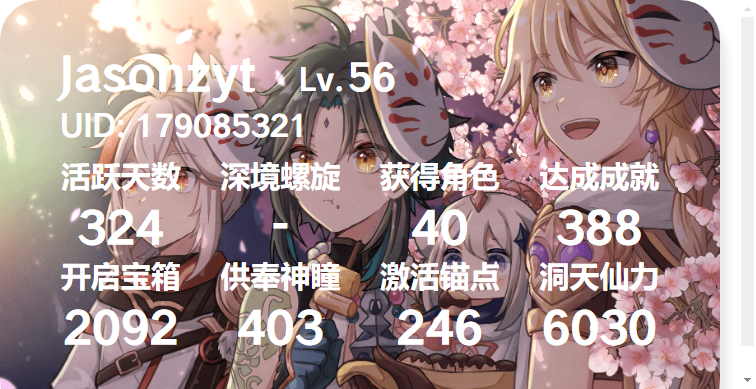 Jasonzyt Lv.56
UID: 179085321
活跃天数 深境螺旋 获得角色 达成成就
324 - 40 388
开启宝箱 供奉神瞳 激活锚点 洞天仙力
2092 403 246 6030